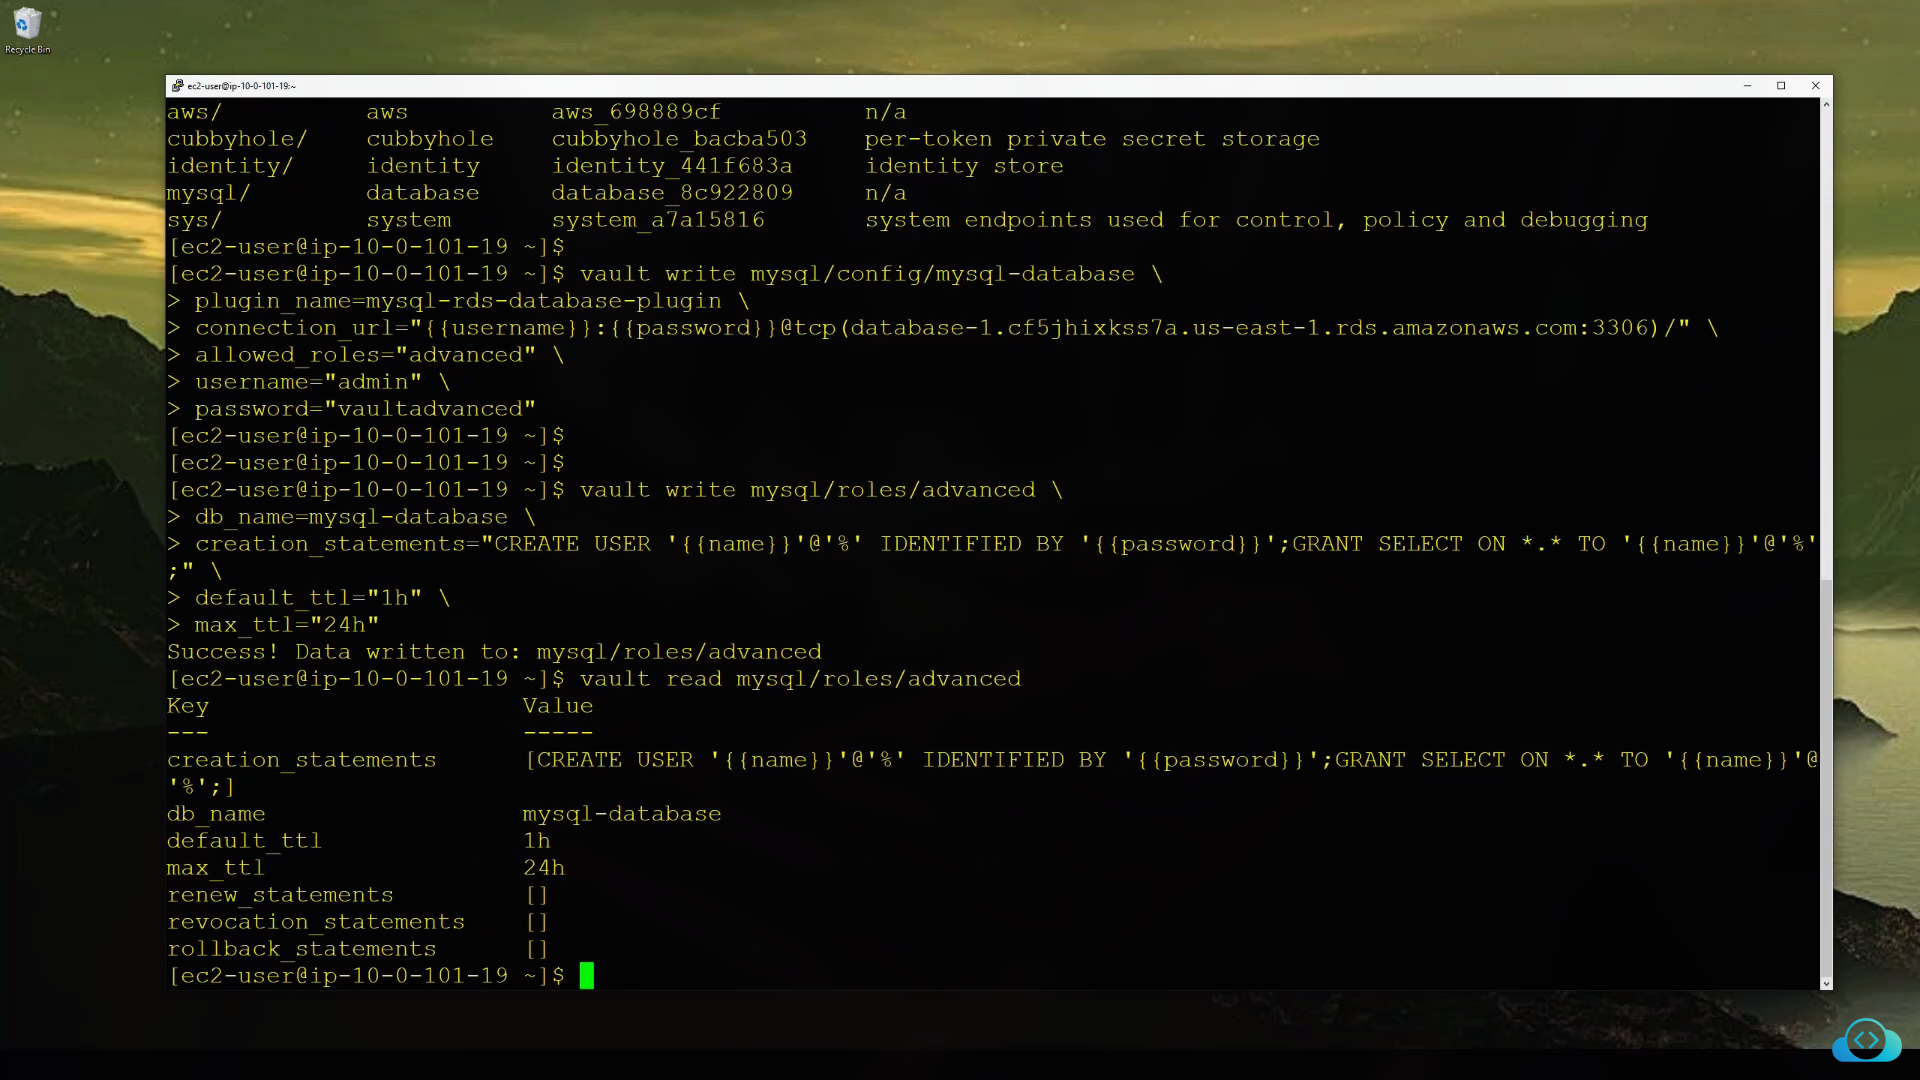 Recycle Bin
ec2-user@ip-10-0-101-19:~
aws/ aws aws_698889cf n/a
cubbyhole/ cubbyhole cubbyhole_bacba503 per-token private secret storage
identity/ identity identity_441f683a identity store
mysql/ database database_8c922809 n/a
sys/ system system_a7a15816 system endpoints used for control, policy and debugging
[ec2-user@ip-10-0-101-19 ~]$
[ec2-user@ip-10-0-101-19 ~]$ vault write mysql/config/mysql-database \
> plugin_name=mysql-rds-database-plugin \
> connection_url="{{username}}:{{password}}@tcp(database-1.cf5jhixkss7a.us-east-1.rds.amazonaws.com:3306)/" \
> allowed_roles="advanced" \
> username="admin" \
> password="vaultadvanced"
[ec2-user@ip-10-0-101-19 ~]$
[ec2-user@ip-10-0-101-19 ~]$
[ec2-user@ip-10-0-101-19 ~]$ vault write mysql/roles/advanced \
> db_name=mysql-database \
> creation_statements="CREATE USER '{{name}}'@'%' IDENTIFIED BY '{{password}}';GRANT SELECT ON *.* TO '{{name}}'@'%'
;" \
> default_ttl="1h" \
> max_ttl="24h"
Success! Data written to: mysql/roles/advanced
[ec2-user@ip-10-0-101-19 ~]$ vault read mysql/roles/advanced
Key Value
--- -----
creation_statements [CREATE USER '{{name}}'@'%' IDENTIFIED BY '{{password}}';GRANT SELECT ON *.* TO '{{name}}'@
'%';]
db_name mysql-database
default_ttl 1h
max_ttl 24h
renew_statements []
revocation_statements []
rollback_statements []
[ec2-user@ip-10-0-101-19 ~]$